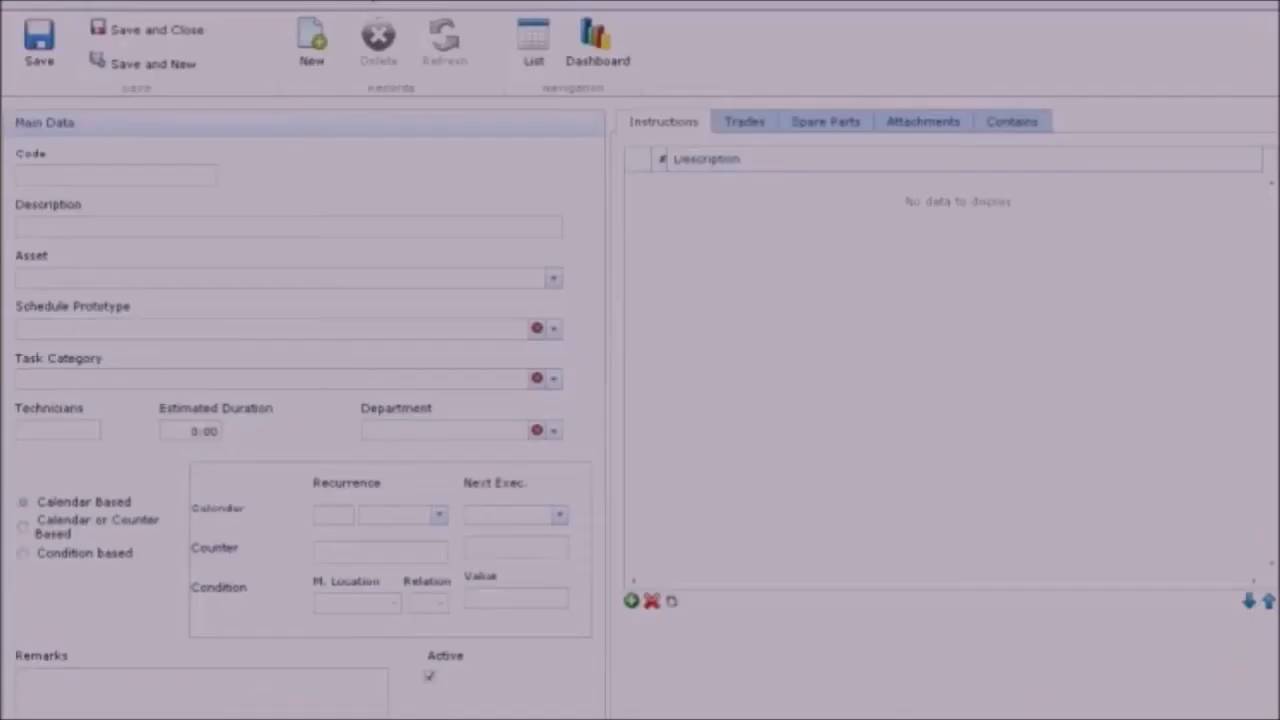 Save
Save and Close
Save and New
Save
New
Delete
Refresh
Records
List
Dashboard
Navigation
Main Data
Code
Description
Asset
Schedule Prototype
Task Category
Technicians Estimated Duration Department
0:00
Calendar Based
Calendar or Counter
Based
Condition based
Recurrence Next Exec.
Calendar
Counter
Condition
M. Location Relation Value
Remarks Active
Instructions Trades Spare Parts Attachments Contains
# Description
No data to display